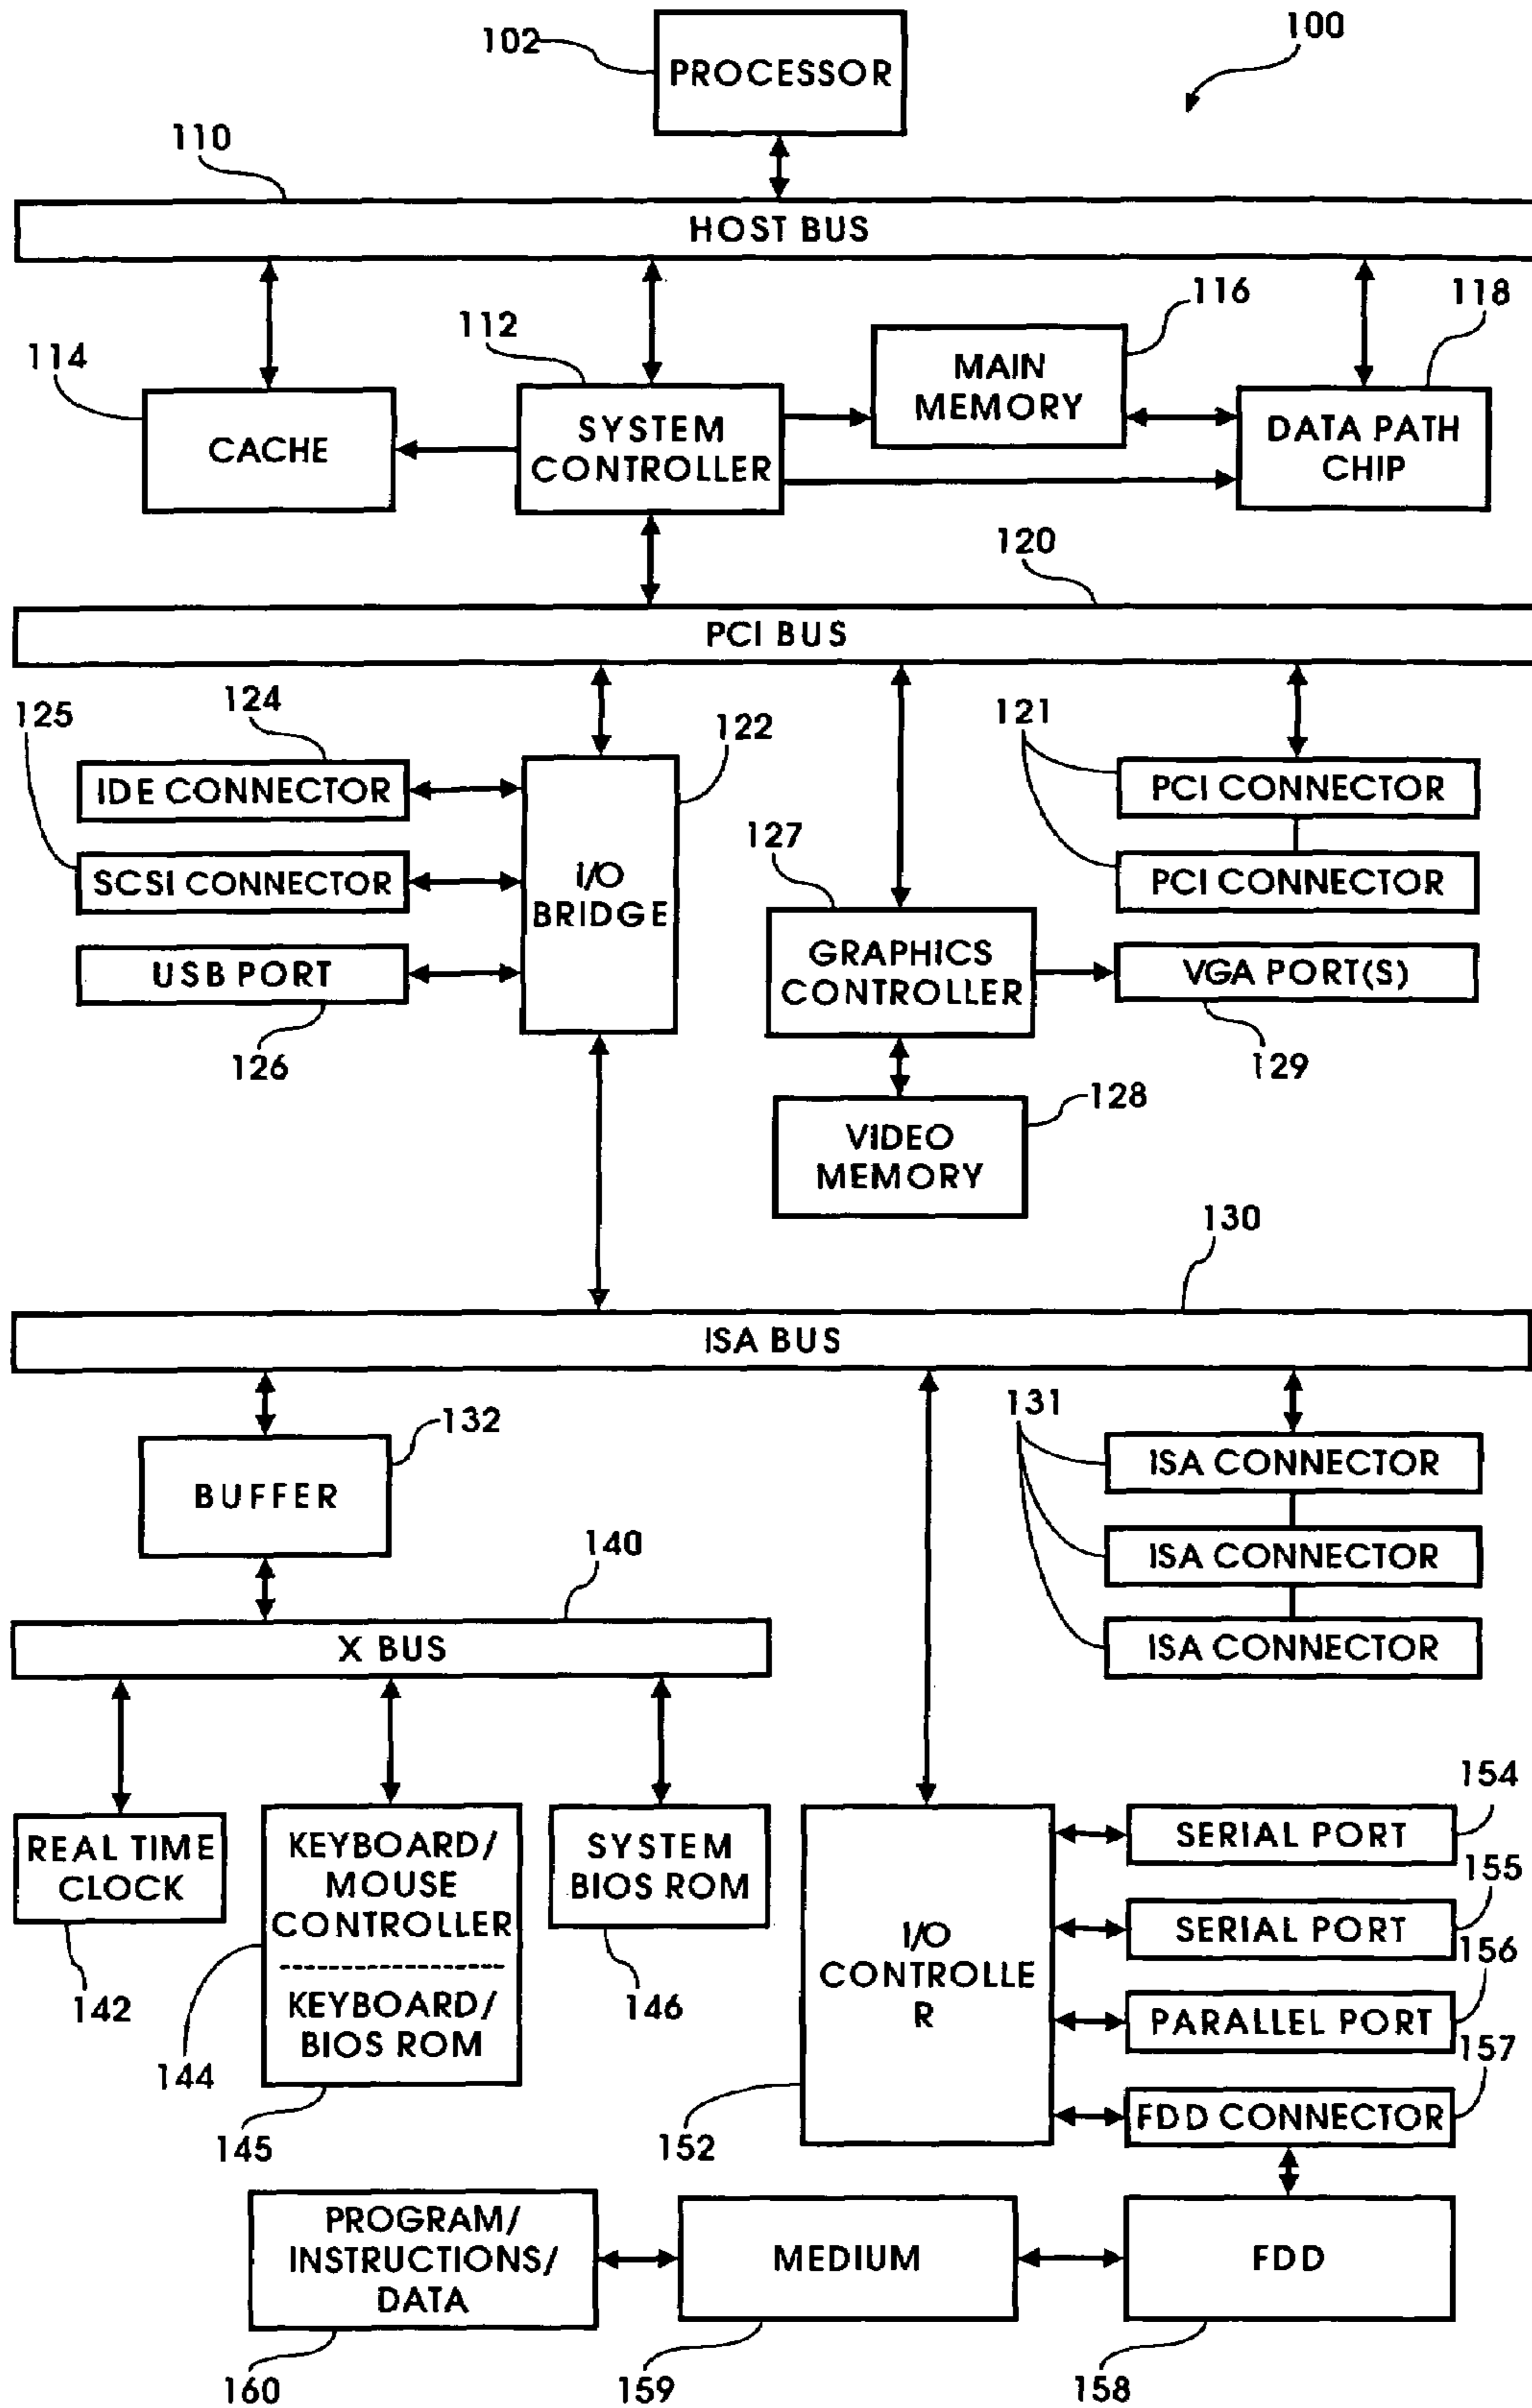 102
PROCESSOR
100
110
HOST BUS
116
118
112
114
MAIN
MEMORY
CACHE
SYSTEM
CONTROLLER
DATA PATH
CHIP
120
PCI BUS
125
124
122
121
IDE CONNECTOR
PCI CONNECTOR
127
SCSI CONNECTOR
I/O
BRIDGE
PCI CONNECTOR
USB PORT
GRAPHICS
CONTROLLER
VGA PORT(S)
126
129
128
VIDEO
MEMORY
130
ISA BUS
132
131
BUFFER
ISA CONNECTOR
140
ISA CONNECTOR
X BUS
ISA CONNECTOR
154
REAL TIME
CLOCK
KEYBOARD/
MOUSE
CONTROLLER
SYSTEM
BIOS ROM
SERIAL PORT
155
I/O
CONTROLLE
R
SERIAL PORT
156
142
144
KEYBOARD/
BIOS ROM
146
PARALLEL PORT
157
145
152
FDD CONNECTOR
PROGRAM/
INSTRUCTIONS/
DATA
MEDIUM
FDD
160
159
158